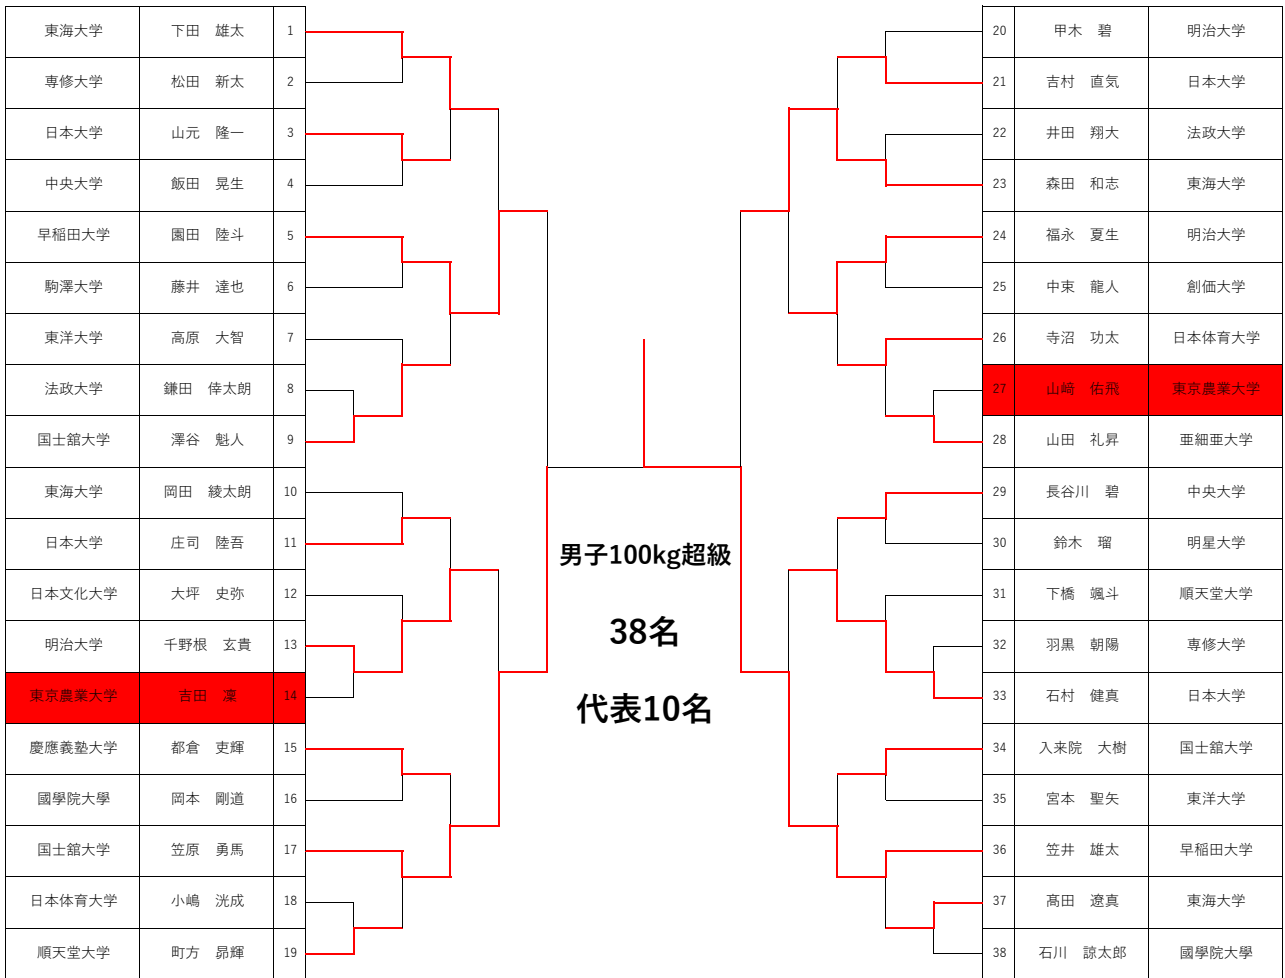 東海大学 下田 雄太 1
専修大学 松田 新太 2
日本大学 山元 隆一 3
中央大学 飯田 晃生 4
早稲田大学 園田 陸斗 5
駒澤大学 藤井 達也 6
東洋大学 高原 大智 7
法政大学 鎌田 倖太朗 8
国士舘大学 澤谷 魁人 9
東海大学 岡田 綾太朗 10
日本大学 庄司 陸吾 11
日本文化大学 大坪 史弥 12
明治大学 千野根 玄貴 13
東京農業大学 吉田 凜 14
慶應義塾大学 都倉 吏輝 15
國學院大學 岡本 剛道 16
国士舘大学 笠原 勇馬 17
日本体育大学 小嶋 洸成 18
順天堂大学 町方 昴輝 19
男子100kg超級
38名
代表10名
20 甲木 碧 明治大学
21 吉村 直気 日本大学
22 井田 翔大 法政大学
23 森田 和志 東海大学
24 福永 夏生 明治大学
25 中束 龍人 創価大学
26 寺沼 功太 日本体育大学
27 山﨑 佑飛 東京農業大学
28 山田 礼昇 亜細亜大学
29 長谷川 碧 中央大学
30 鈴木 瑠 明星大学
31 下橋 颯斗 順天堂大学
32 羽黒 朝陽 専修大学
33 石村 健真 日本大学
34 入来院 大樹 国士舘大学
35 宮本 聖矢 東洋大学
36 笠井 雄太 早稲田大学
37 髙田 遼真 東海大学
38 石川 諒太郎 國學院大學